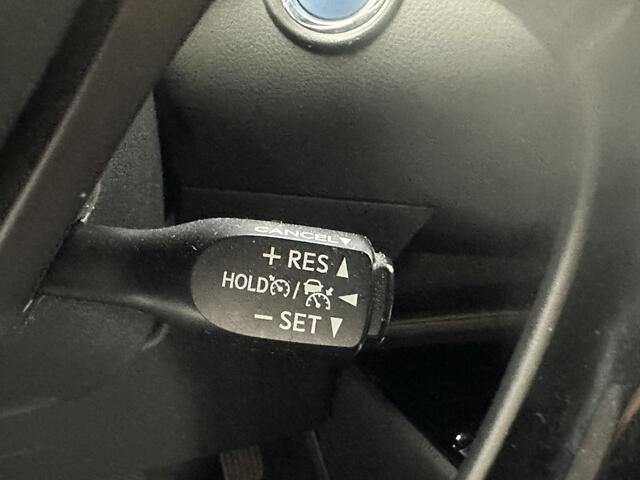 CANCEL▼
+ RES ▲
HOLD / ◄
− SET ▼